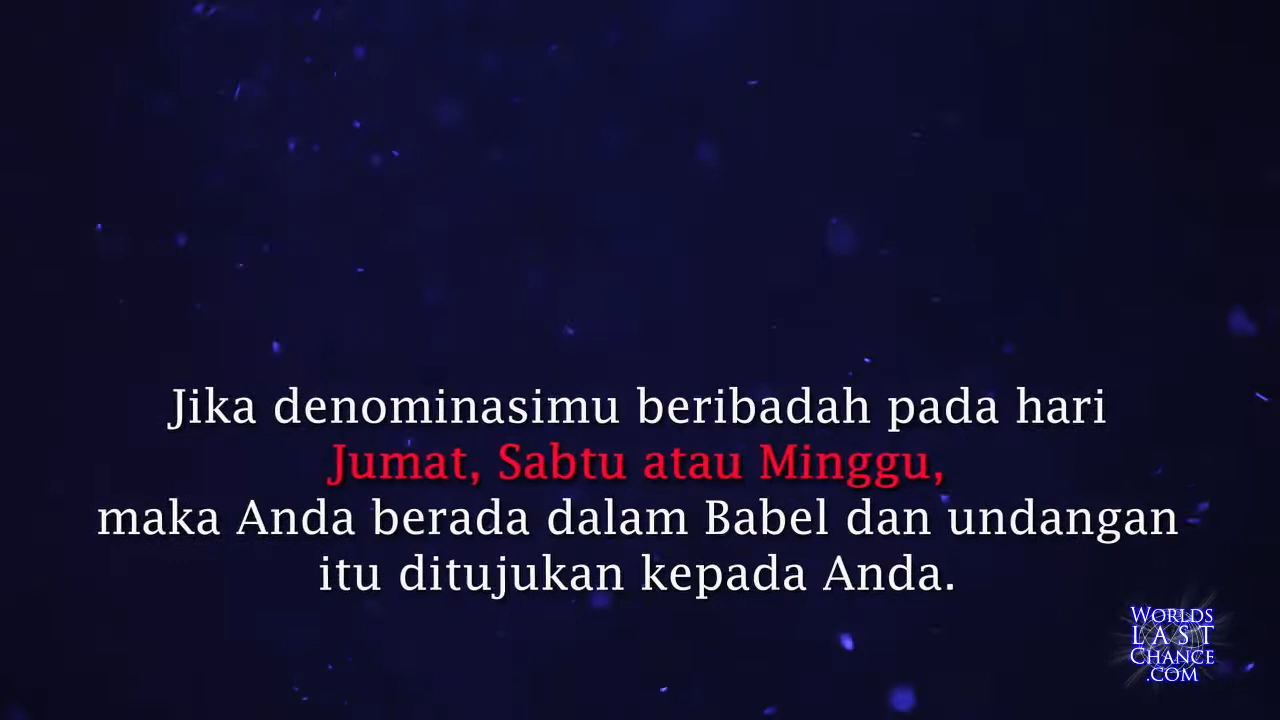 Jika denominasimu beribadah pada hari
Jumat, Sabtu atau Minggu,
maka Anda berada dalam Babel dan undangan
itu ditujukan kepada Anda.
WORLDS
LAST
CHANCE
.COM